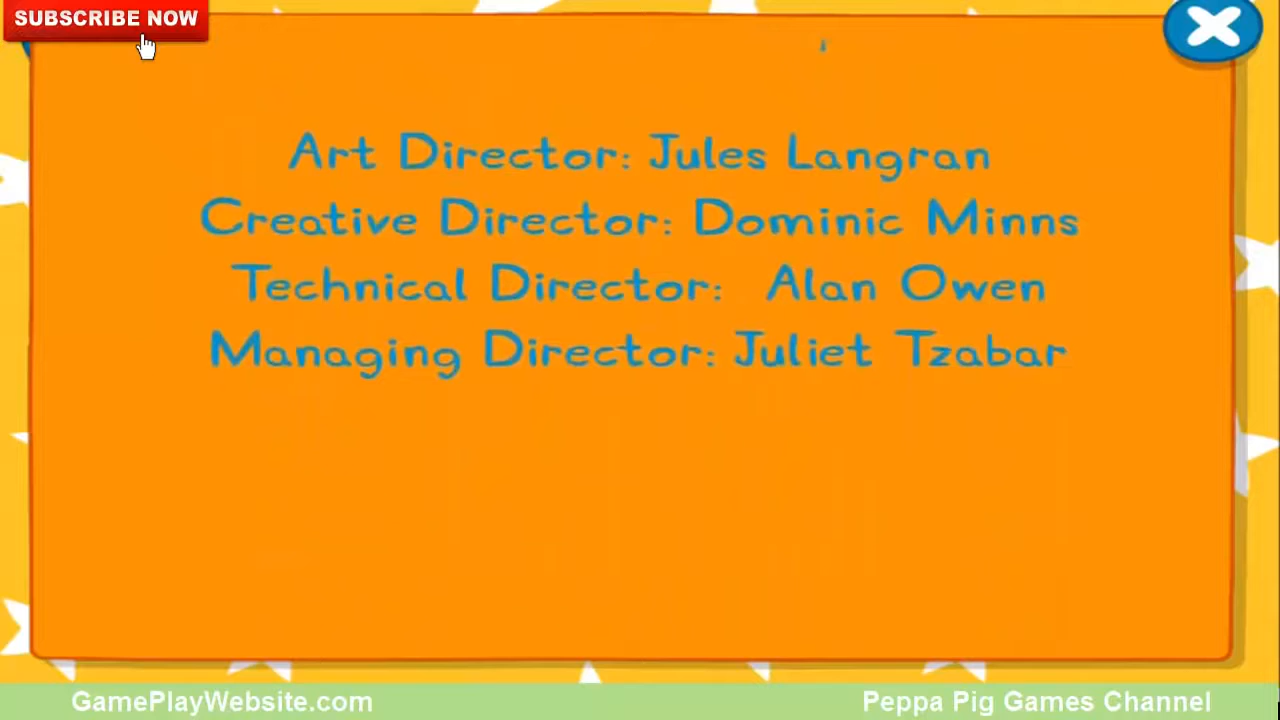 SUBSCRIBE NOW
Art Director: Jules Langran
Creative Director: Dominic Minns
Technical Director: Alan Owen
Managing Director: Juliet Tzabar
GamePlayWebsite.com
Peppa Pig Games Channel